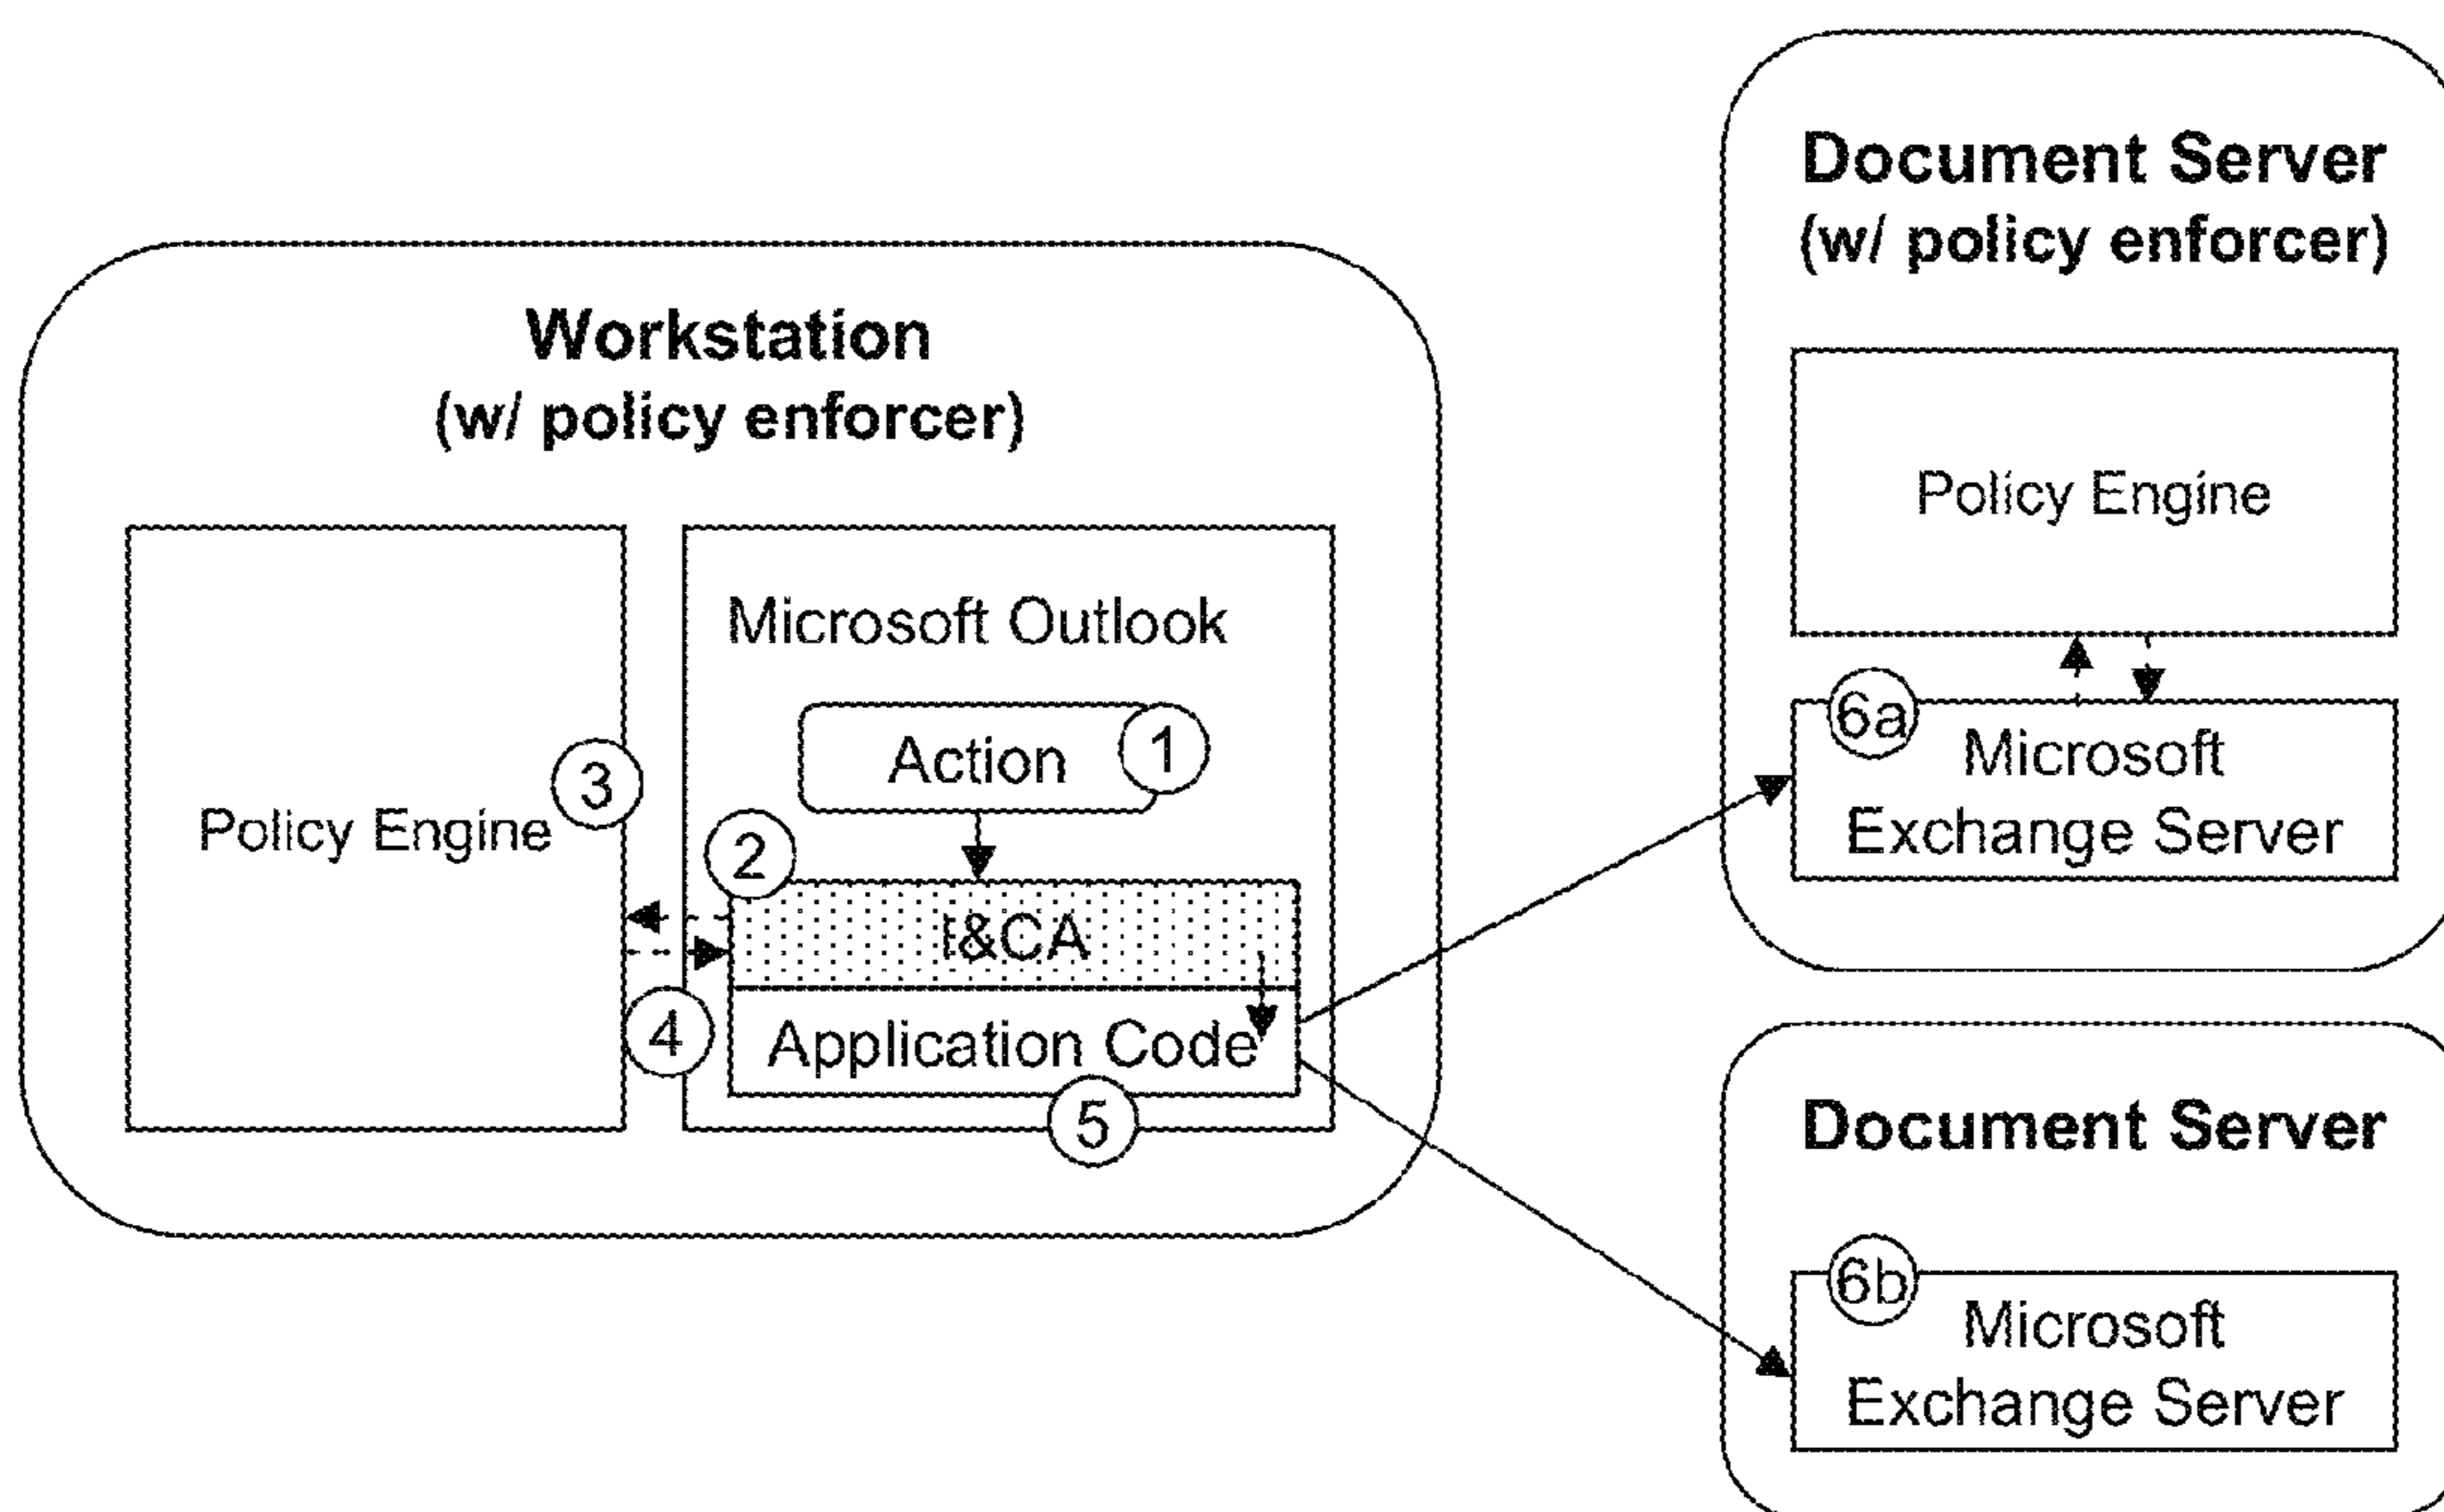 Workstation
(w/ policy enforcer)
Policy Engine
3
Microsoft Outlook
Action
1
2
I&CA
4
Application Code
5
Document Server
(w/ policy enforcer)
Policy Engine
6a
Microsoft
Exchange Server
Document Server
6b
Microsoft
Exchange Server